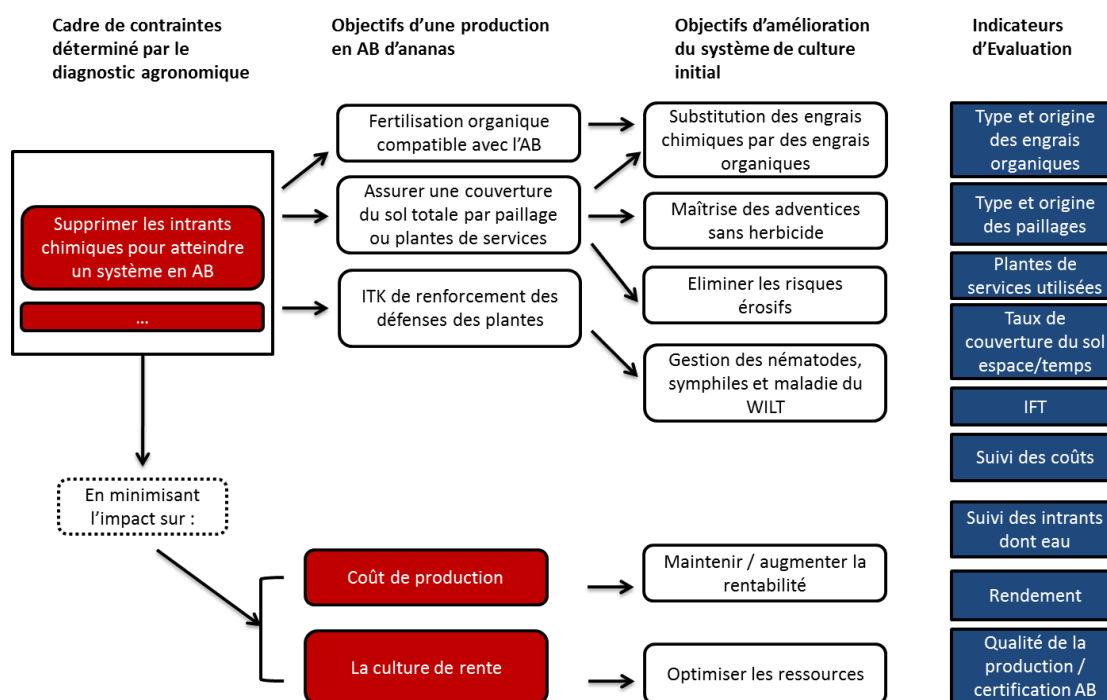 Cadre de contraintes
déterminé par le
diagnostic agronomique
Objectifs d'une production
en AB d'ananas
Objectifs d'amélioration
du système de culture
initial
Indicateurs
d'Evaluation
Supprimer les intrants
chimiques pour atteindre
un système en AB
...
Fertilisation organique
compatible avec l'AB
Assurer une couverture
du sol totale par paillage
ou plantes de services
ITK de renforcement des
défenses des plantes
Substitution des engrais
chimiques par des engrais
organiques
Maîtrise des adventices
sans herbicide
Eliminer les risques
érosifs
Gestion des nématodes,
symphiles et maladie du
WILT
Type et origine
des engrais
organiques
Type et origine
des paillages
Plantes de
services utilisées
Taux de
couverture du sol
espace/temps
IFT
Suivi des coûts
En minimisant
l'impact sur :
Coût de production
La culture de rente
Maintenir / augmenter la
rentabilité
Optimiser les ressources
Suivi des intrants
dont eau
Rendement
Qualité de la
production /
certification AB